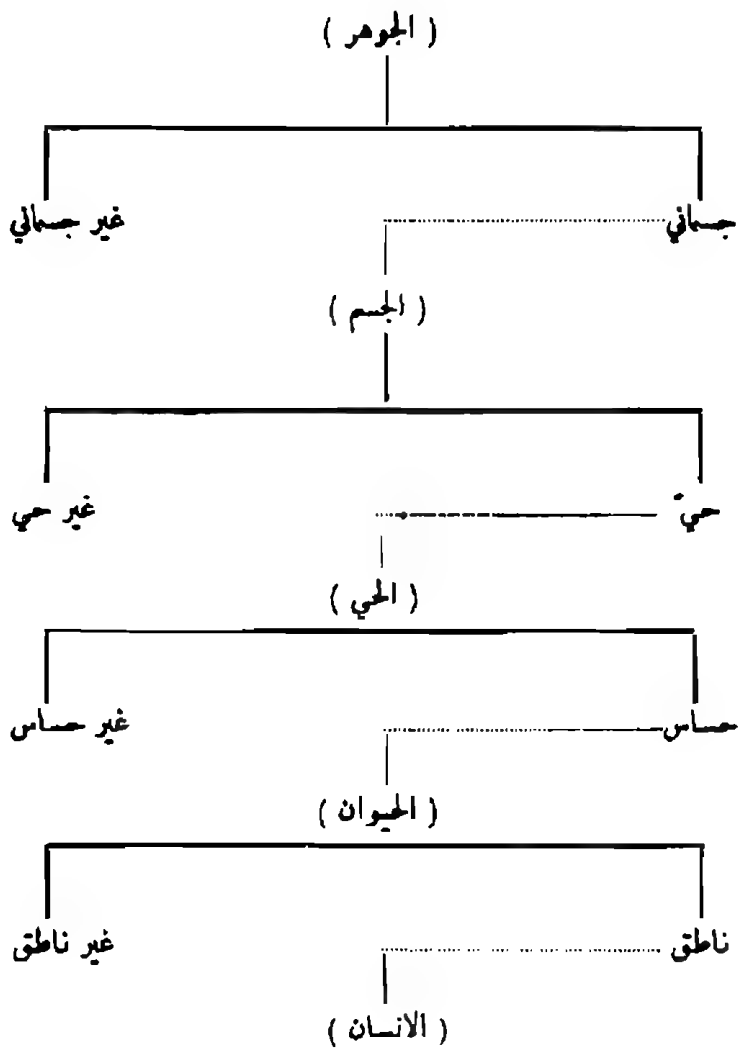 ( الجوهر )
جسماني غير جسماني
( الجسم )
حيّ غير حي
( الحي )
حساس غير حساس
( الحيوان )
ناطق غير ناطق
( الانسان )